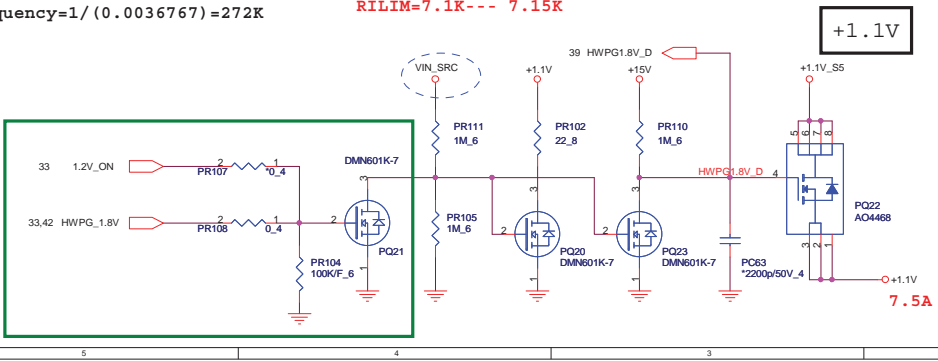 quency=1/(0.0036767)=272K
RILIM=7.1K--- 7.15K
+1.1V
39 HWPG1.8V_D
VIN_SRC
+1.1V
+15V
+1.1V_S5
PR111
1M_6
PR102
22_8
PR110
1M_6
5 6 7 8
33 1.2V_ON
2 1
PR107
*0_4
DMN601K-7
3
HWPG1.8V_D
4
33,42 HWPG_1.8V
2 1
PR108
0_4
2
PQ21
1
PR105
1M_6
3
2
PQ20
DMN601K-7
1
3
2
PQ23
DMN601K-7
1
PQ22
AO4468
PR104
100K/F_6
PC63
*2200p/50V_4
3 2 1
+1.1V
7.5A
5 4 3